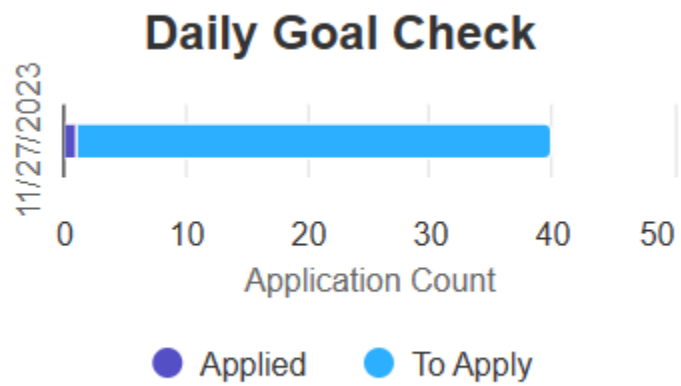 Daily Goal Check
11/27/2023
0 10 20 30 40 50
Application Count
Applied To Apply